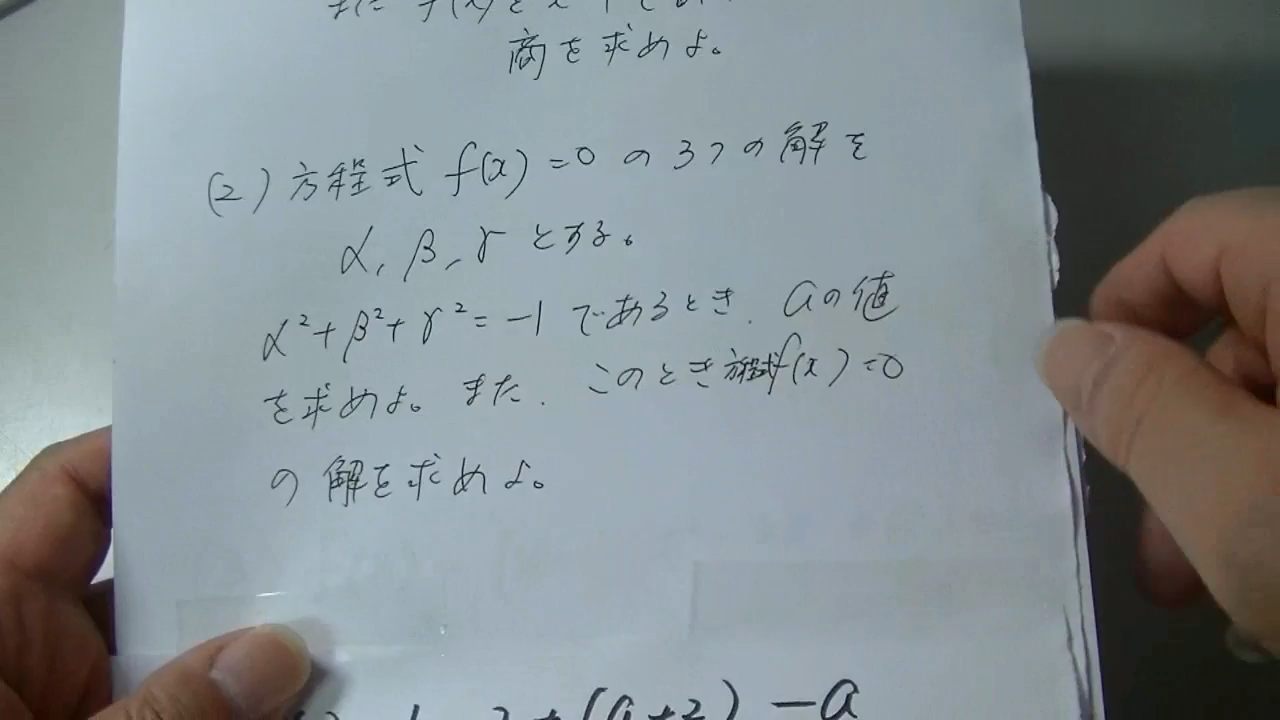 商を求めよ。
(2) 方程式 f(x)=0 の 3つの解を
α, β, γ とする。
α²+β²+γ²=-1 であるとき. aの値
を求めよ。また. このとき方程式f(x)=0
の解を求めよ。
(a+2) -a